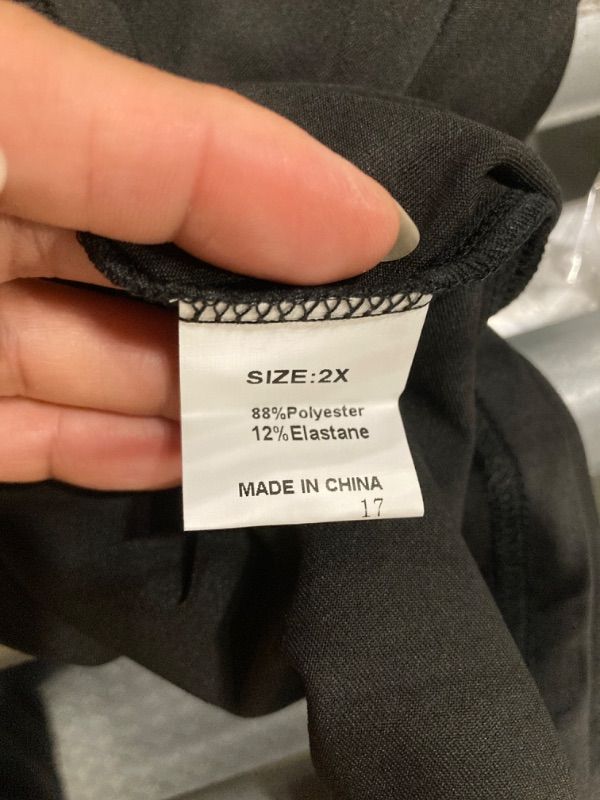 SIZE:2X
88%Polyester
12%Elastane
MADE IN CHINA
17